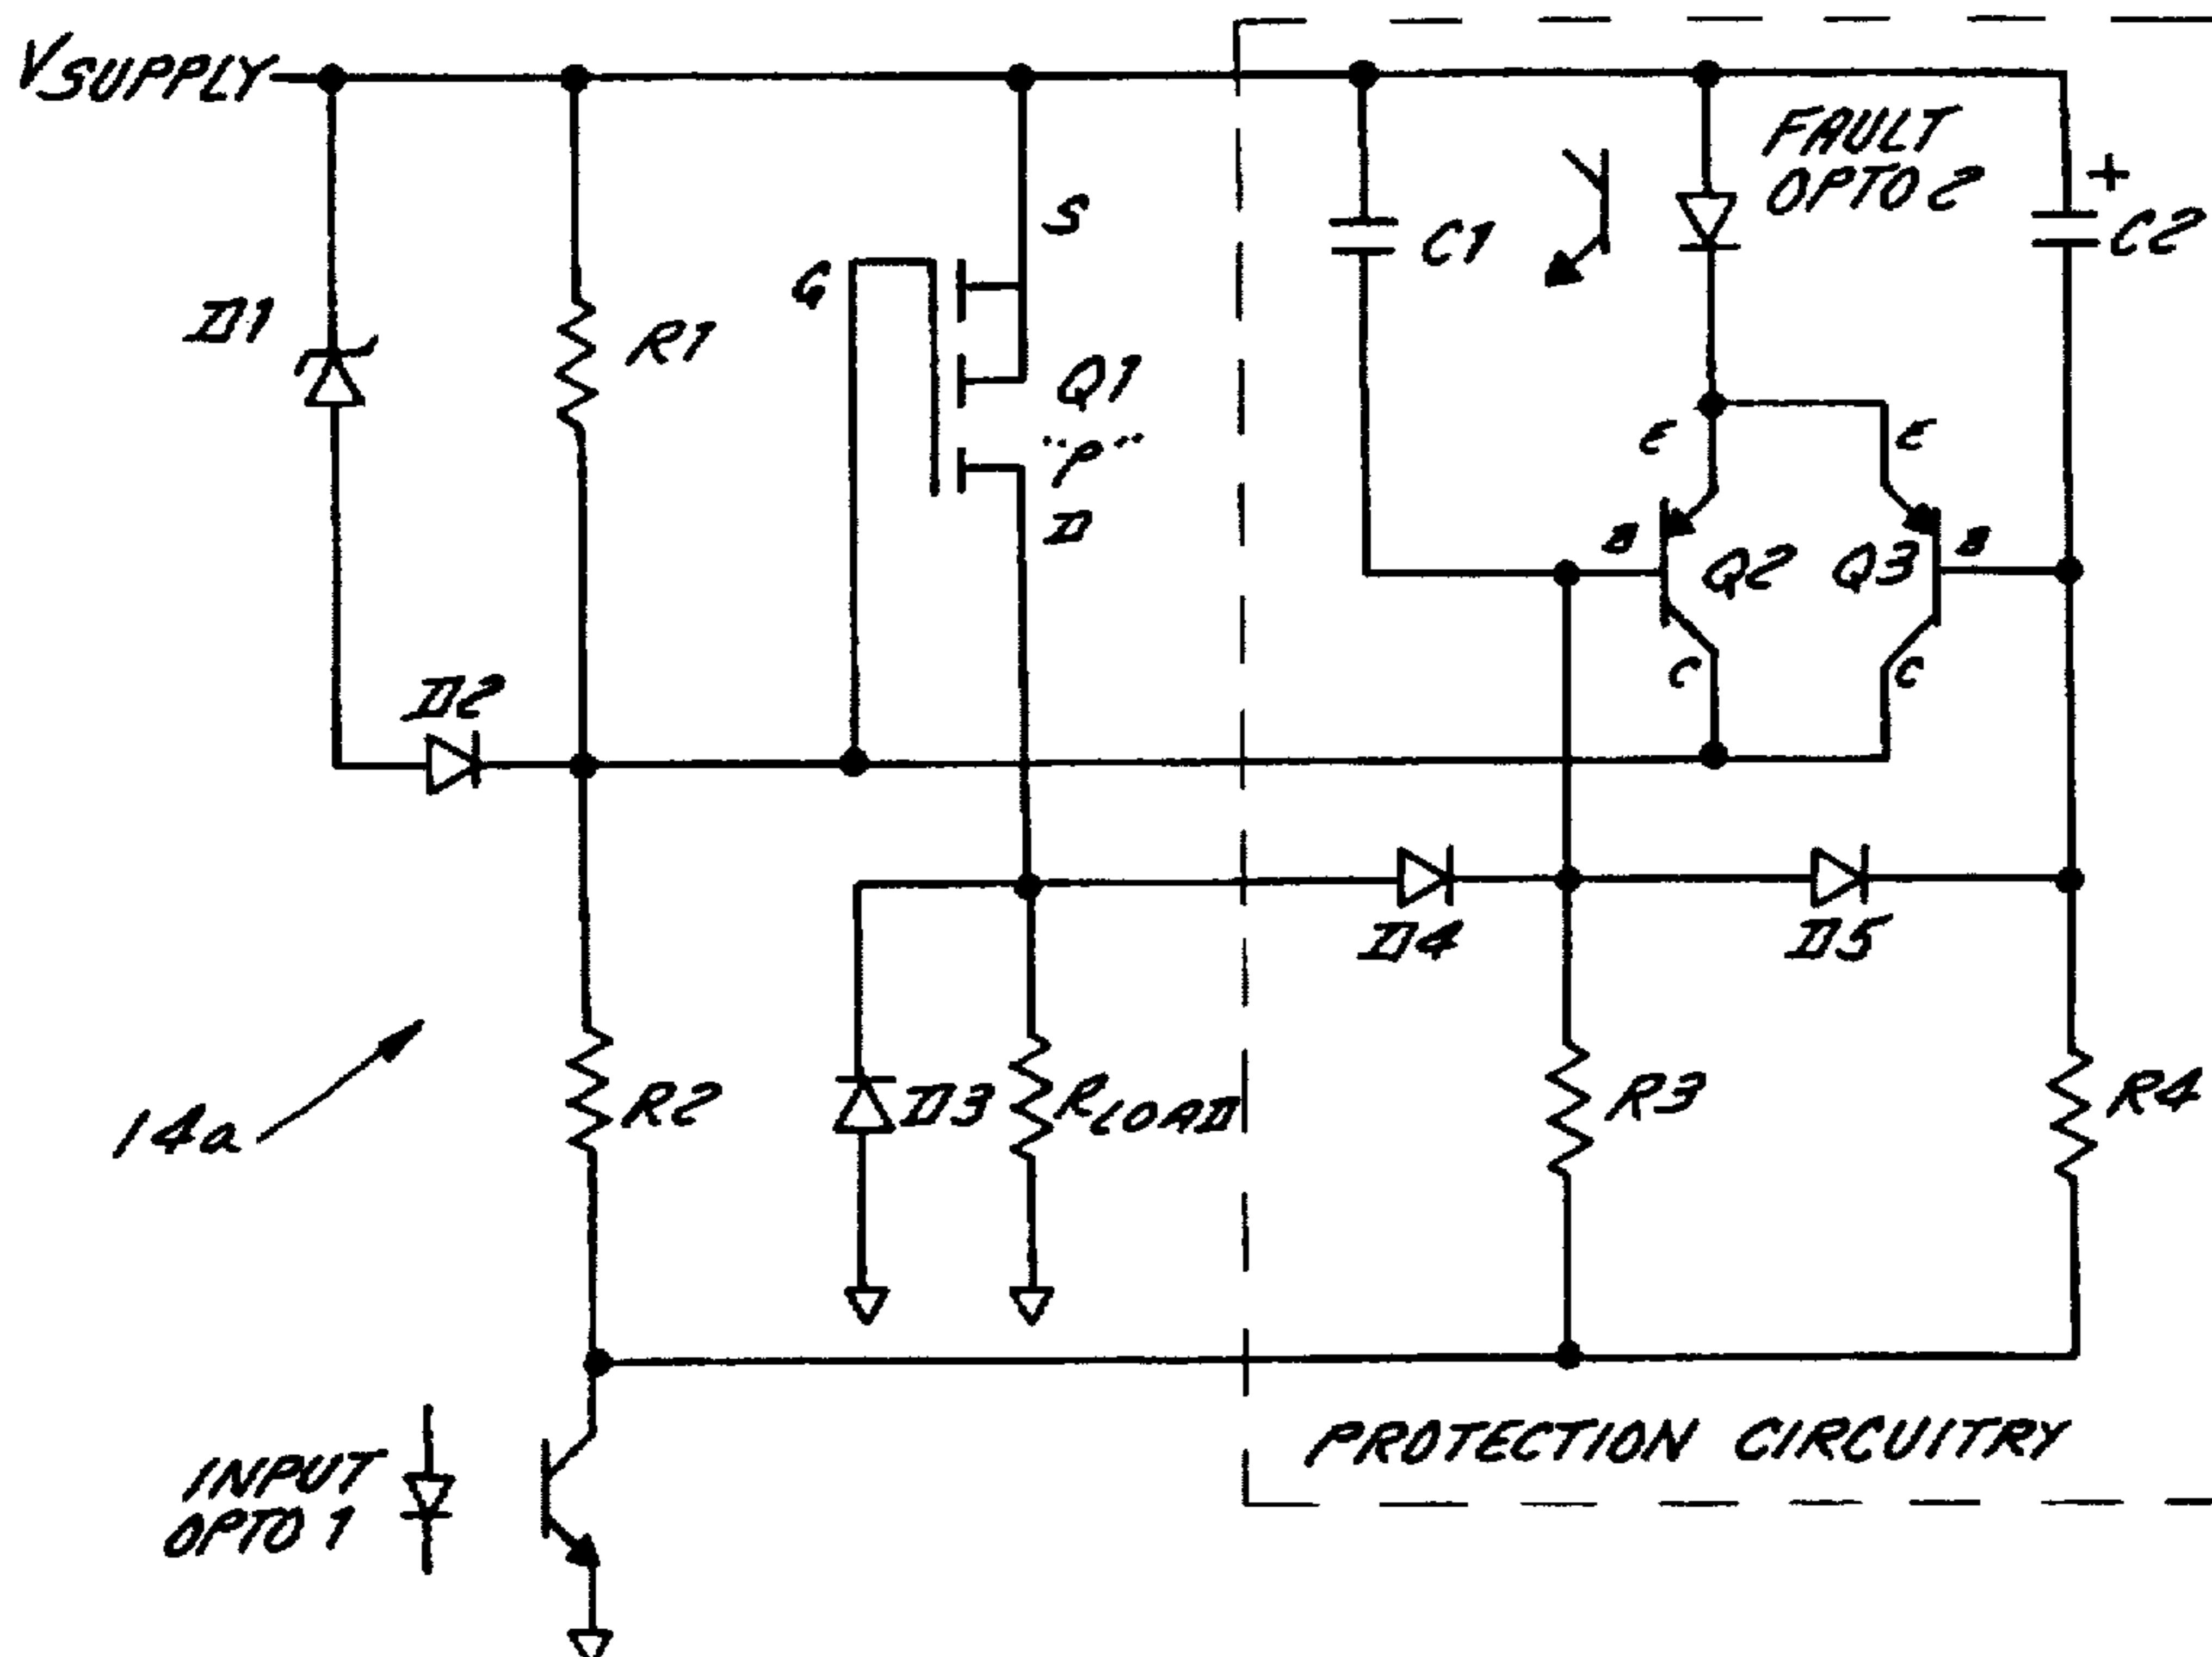 VSUPPLY
FAULT
OPTO 2
+
S
C1
C2
G
D1
R1
Q1
"P"
D
E
E
B
Q2
Q3
B
C
C
D2
D4
D5
14a
R2
D3
RLOAD
R3
R4
INPUT
OPTO 1
PROTECTION CIRCUITRY